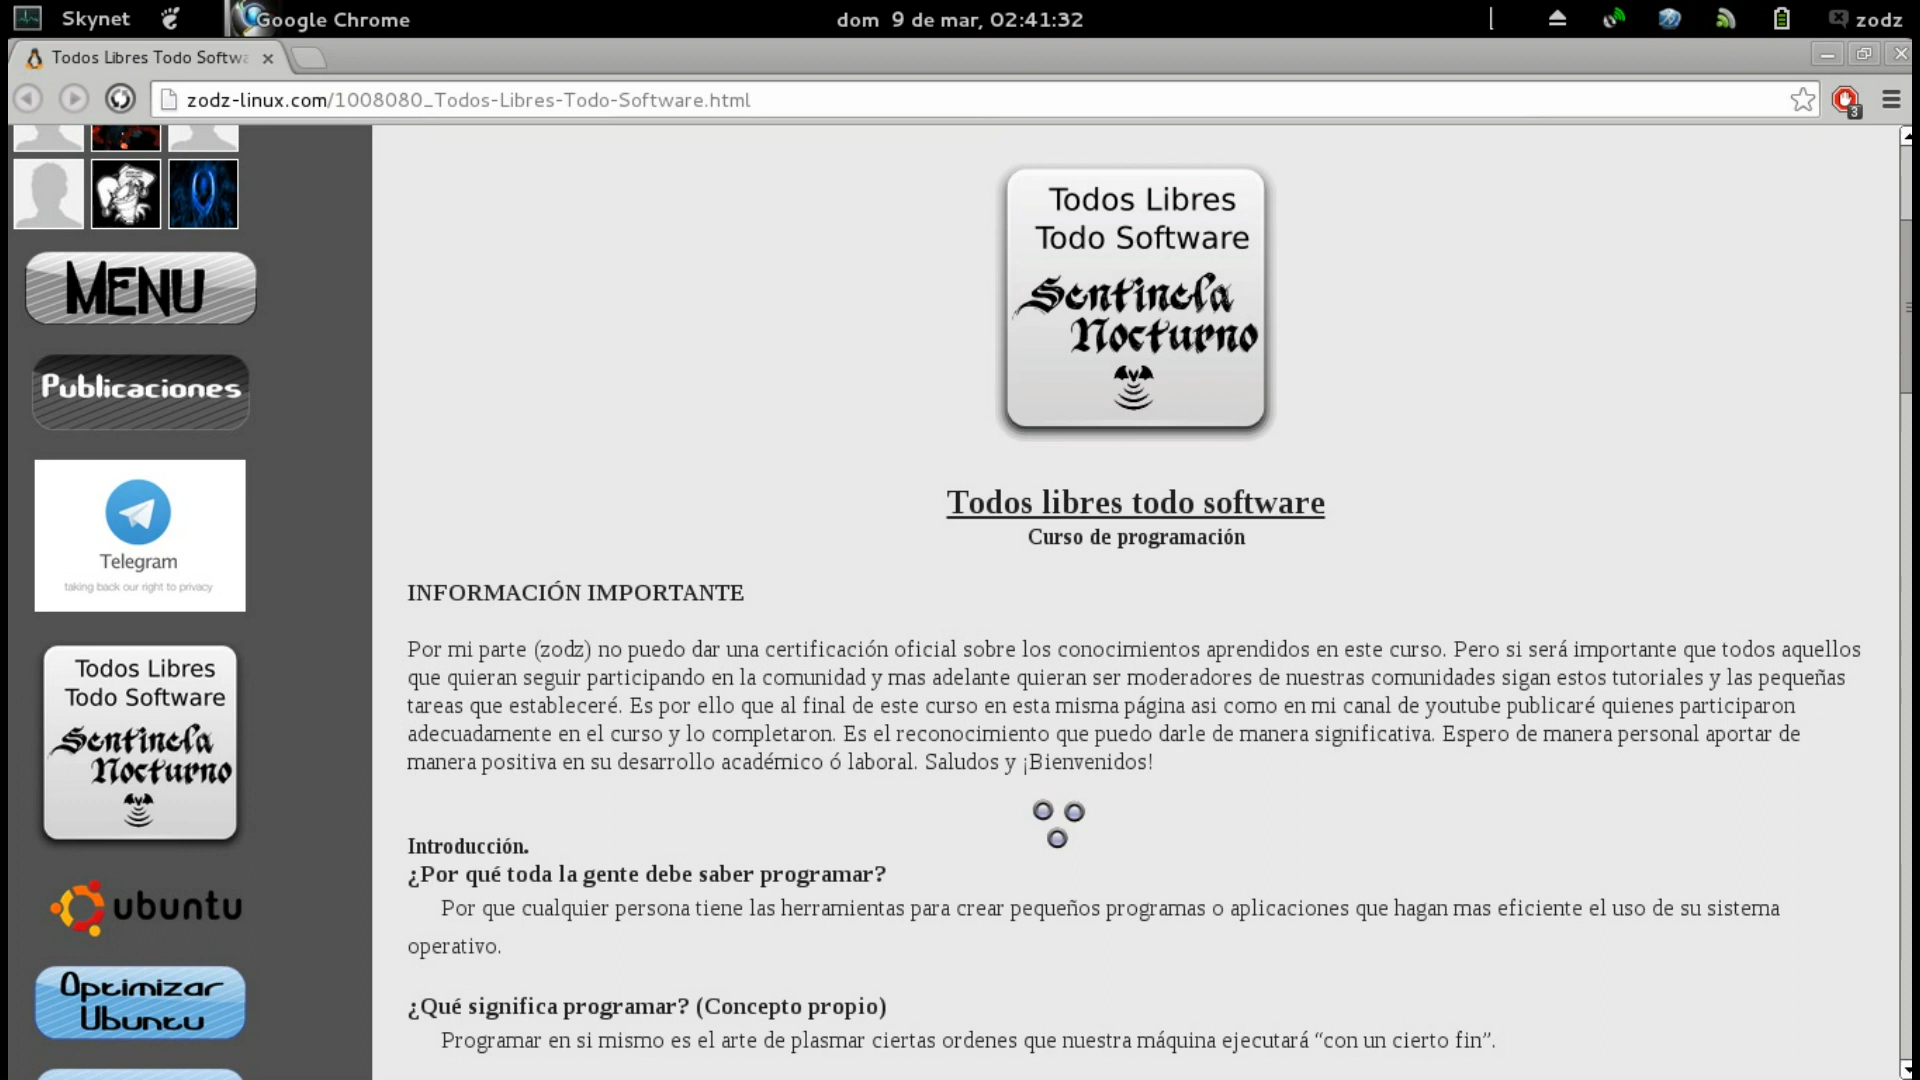 Skynet
Google Chrome
dom 9 de mar, 02:41:32
zodz
Todos Libres Todo Softwa
zodz-linux.com/1008080_Todos-Libres-Todo-Software.html
3
MENU
Publicaciones
Telegram
taking back our right to privacy
Todos Libres
Todo Software
Sentinela
Nocturno
ubuntu
Optimizar
Ubuntu
Todos Libres
Todo Software
Sentinela
Nocturno
Todos libres todo software
Curso de programación
INFORMACIÓN IMPORTANTE
Por mi parte (zodz) no puedo dar una certificación oficial sobre los conocimientos aprendidos en este curso. Pero si será importante que todos aquellos
que quieran seguir participando en la comunidad y mas adelante quieran ser moderadores de nuestras comunidades sigan estos tutoriales y las pequeñas
tareas que estableceré. Es por ello que al final de este curso en esta misma página asi como en mi canal de youtube publicaré quienes participaron
adecuadamente en el curso y lo completaron. Es el reconocimiento que puedo darle de manera significativa. Espero de manera personal aportar de
manera positiva en su desarrollo académico ó laboral. Saludos y ¡Bienvenidos!
Introducción.
¿Por qué toda la gente debe saber programar?
Por que cualquier persona tiene las herramientas para crear pequeños programas o aplicaciones que hagan mas eficiente el uso de su sistema
operativo.
¿Qué significa programar? (Concepto propio)
Programar en si mismo es el arte de plasmar ciertas ordenes que nuestra máquina ejecutará “con un cierto fin”.